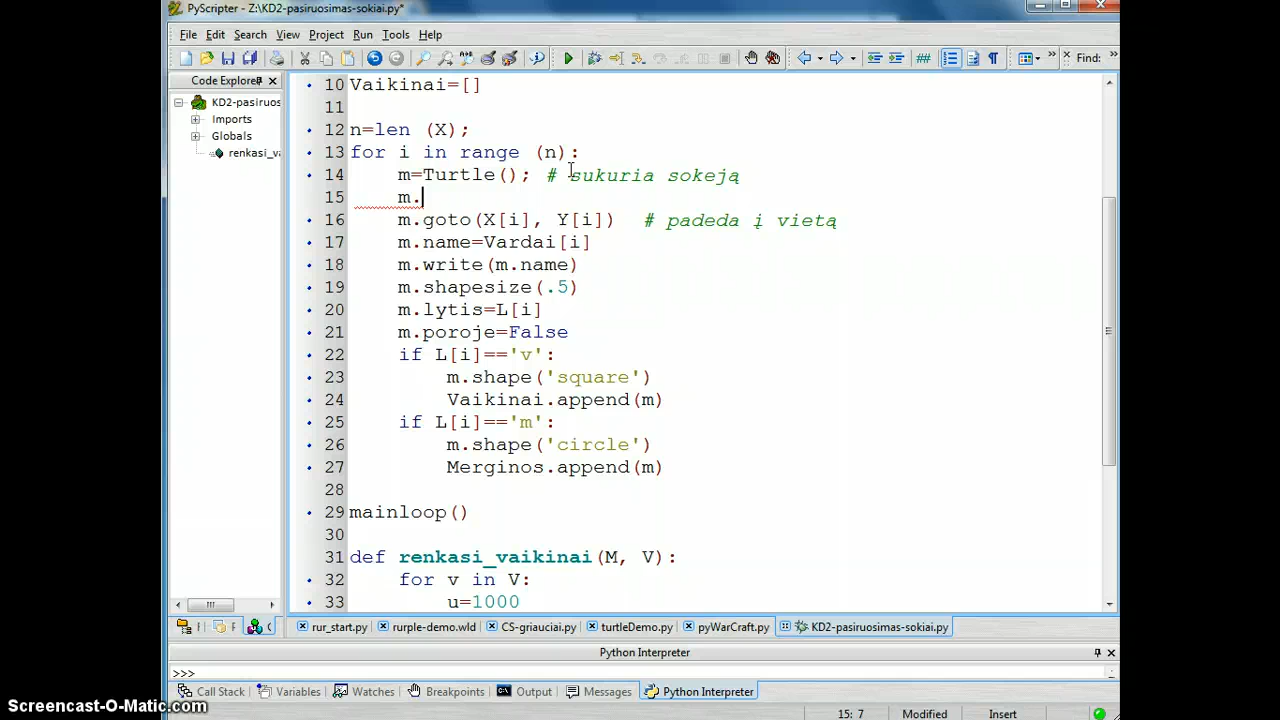 PyScripter - Z:\KD2-pasiruosimas-sokiai.py*
File Edit Search View Project Run Tools Help
Find:
Code Explorer
KD2-pasiruos
Imports
Globals
renkasi_va
10 Vaikinai=[]
11
12 n=len (X);
13 for i in range (n):
14 m=Turtle(); # sukuria sokeją
15 m.
16 m.goto(X[i], Y[i]) # padeda į vietą
17 m.name=Vardai[i]
18 m.write(m.name)
19 m.shapesize(.5)
20 m.lytis=L[i]
21 m.poroje=False
22 if L[i]=='v':
23 m.shape('square')
24 Vaikinai.append(m)
25 if L[i]=='m':
26 m.shape('circle')
27 Merginos.append(m)
28
29 mainloop()
30
31 def renkasi_vaikinai(M, V):
32 for v in V:
33 u=1000
rur_start.py rurple-demo.wld CS-griauciai.py turtleDemo.py pyWarCraft.py KD2-pasiruosimas-sokiai.py
Python Interpreter
>>>
Call Stack Variables Watches Breakpoints Output Messages Python Interpreter
15: 7 Modified Insert
Screencast-O-Matic.com